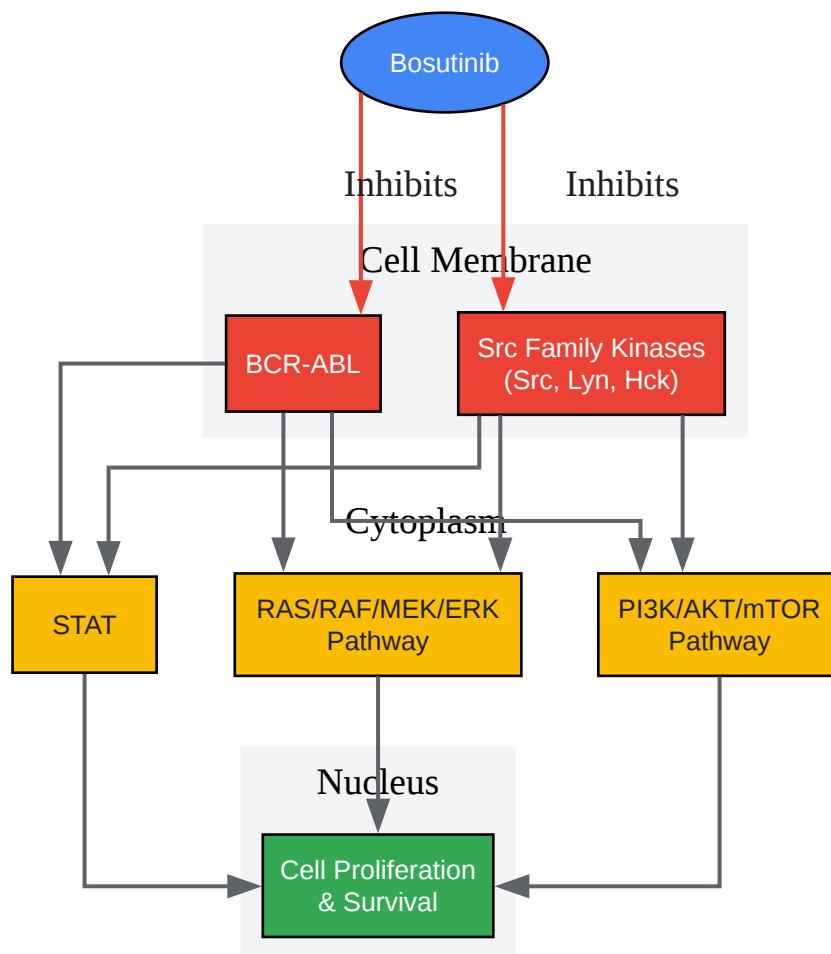 Bosutinib
Inhibits
Inhibits
Cell Membrane
BCR-ABL
Src Family Kinases
(Src, Lyn, Hck)
Cytoplasm
STAT
RAS/RAF/MEK/ERK
Pathway
PI3K/AKT/mTOR
Pathway
Nucleus
Cell Proliferation
& Survival